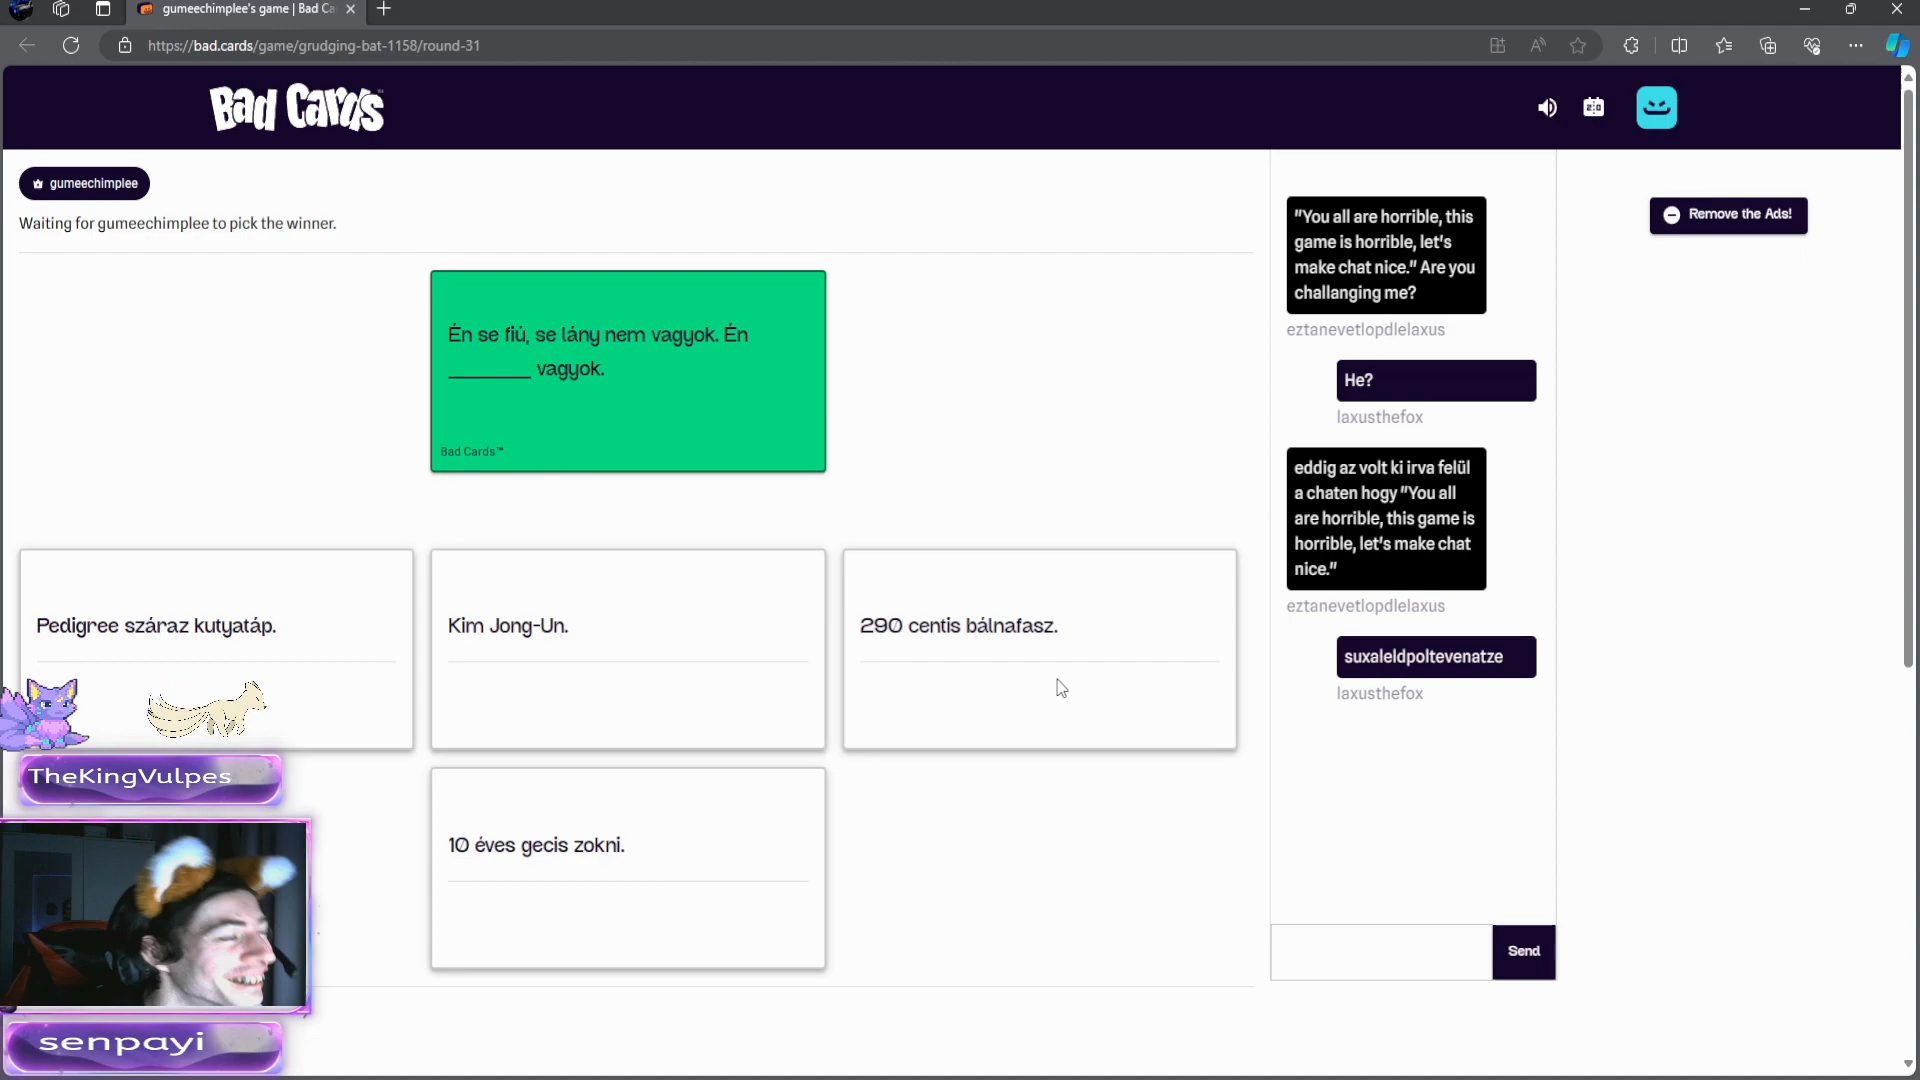 gumeechimplee's game | Bad Ca
https://bad.cards/game/grudging-bat-1158/round-31
Bad Cards
gumeechimplee
Waiting for gumeechimplee to pick the winner.
Én se fiú, se lány nem vagyok. Én
________ vagyok.
Bad Cards™
Pedigree száraz kutyatáp.
Kim Jong-Un.
290 centis bálnafasz.
10 éves gecis zokni.
TheKingVulpes
senpayi
"You all are horrible, this
game is horrible, let's
make chat nice." Are you
challanging me?
eztanevetlopdlelaxus
He?
laxusthefox
eddig az volt ki irva felül
a chaten hogy "You all
are horrible, this game is
horrible, let's make chat
nice."
eztanevetlopdlelaxus
suxaleldpoltevenatze
laxusthefox
Send
Remove the Ads!